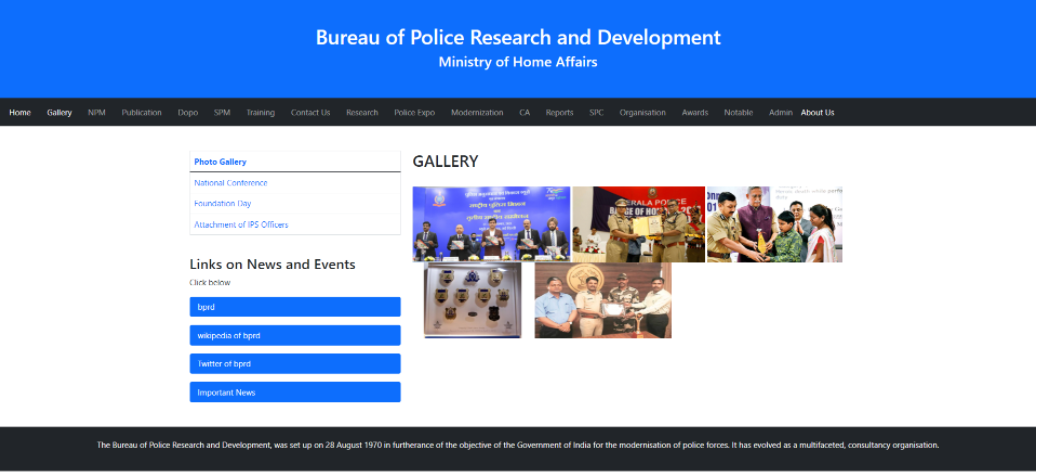 Bureau of Police Research and Development
Ministry of Home Affairs
Home Gallery NPM Publication Dopo SPM Training Contact Us Research Police Expo Modernization CA Reports SPC Organisation Awards Notable Admin About Us
Photo Gallery
National Conference
Foundation Day
Attachment of IPS Officers
GALLERY
KERALA POLICE
Links on News and Events
Click below
bprd
wikipedia of bprd
Twitter of bprd
Important News
The Bureau of Police Research and Development, was set up on 28 August 1970 in furtherance of the objective of the Government of India for the modernisation of police forces. It has evolved as a multifaceted, consultancy organisation.